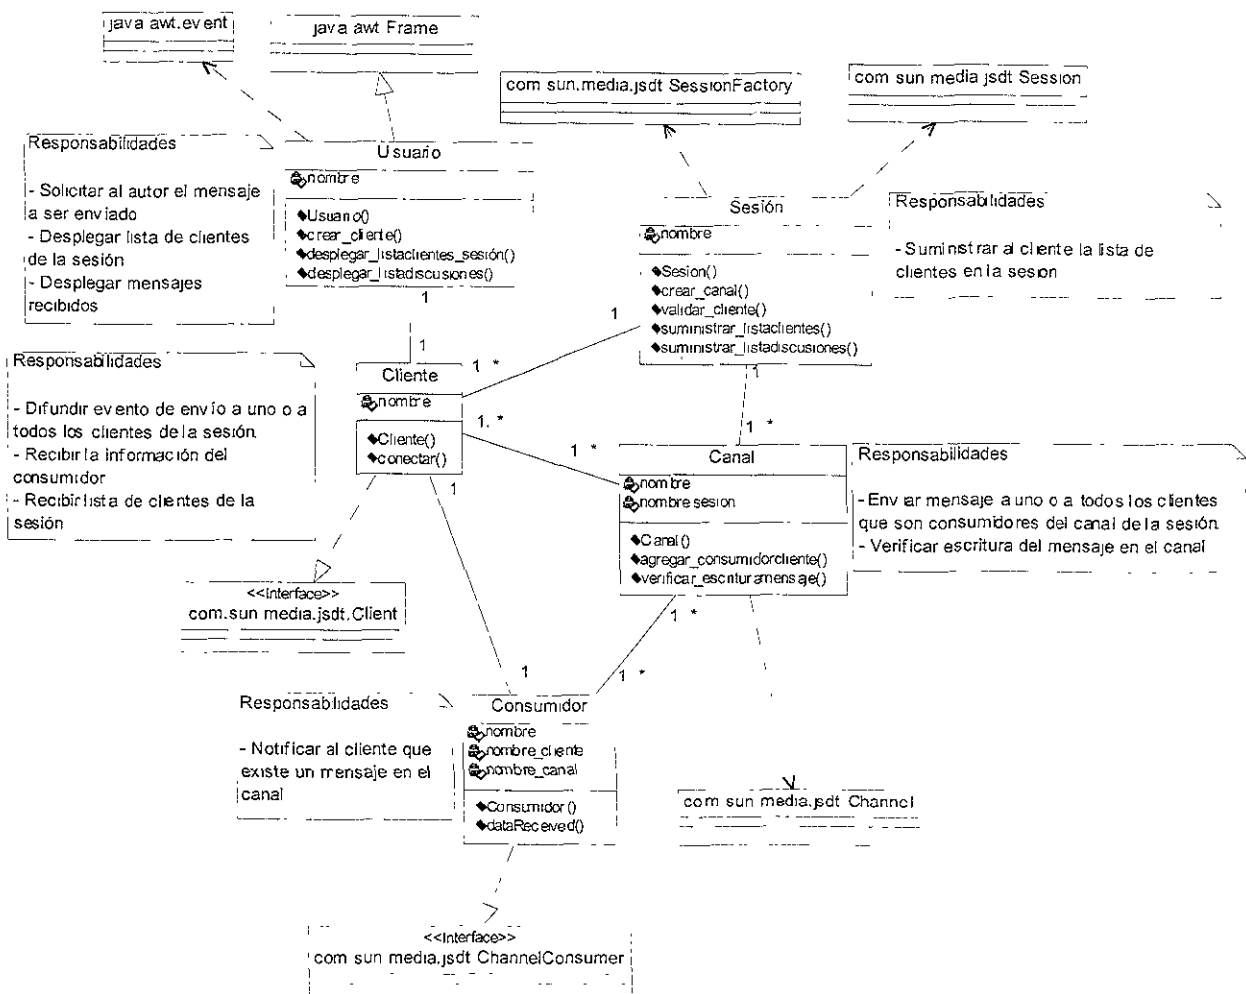 java awt.event
java awt Frame
com sun.media.jsdt SessionFactory
com sun media jsdt Session
Responsabilidades
- Solicitar al autor el mensaje
a ser enviado
- Desplegar lista de clientes
de la sesión
- Desplegar mensajes
recibidos
Usuario
nombre
Usuario()
crear_cliente()
desplegar_listaclientes_sesión()
desplegar_listadiscusiones()
1
Sesión
nombre
Sesion()
crear_canal()
validar_cliente()
suministrar_listaclientes()
suministrar_listadiscusiones()
1
1
Responsabilidades
- Suminstrar al cliente la lista de
clientes en la sesion
Responsabilidades
- Difundir evento de envío a uno o a
todos los clientes de la sesión.
- Recibir la información del
consumidor
- Recibir lista de clientes de la
sesión
1
Cliente
nombre
Cliente()
conectar()
1
1 *
1. *
1 *
1 *
Canal
nombre
nombre sesion
Canal()
agregar_consumidorcliente()
verificar_escrituramensaje()
1 *
Responsabilidades
- Enviar mensaje a uno o a todos los clientes
que son consumidores del canal de la sesión.
- Verificar escritura del mensaje en el canal
<<Interface>>
com.sun media.jsdt.Client
1
1 *
Responsabilidades
- Notificar al cliente que
existe un mensaje en el
canal
Consumidor
nombre
nombre_cliente
nombre_canal
Consumidor()
dataReceived()
com sun media.jsdt Channel
<<Interface>>
com sun media.jsdt ChannelConsumer